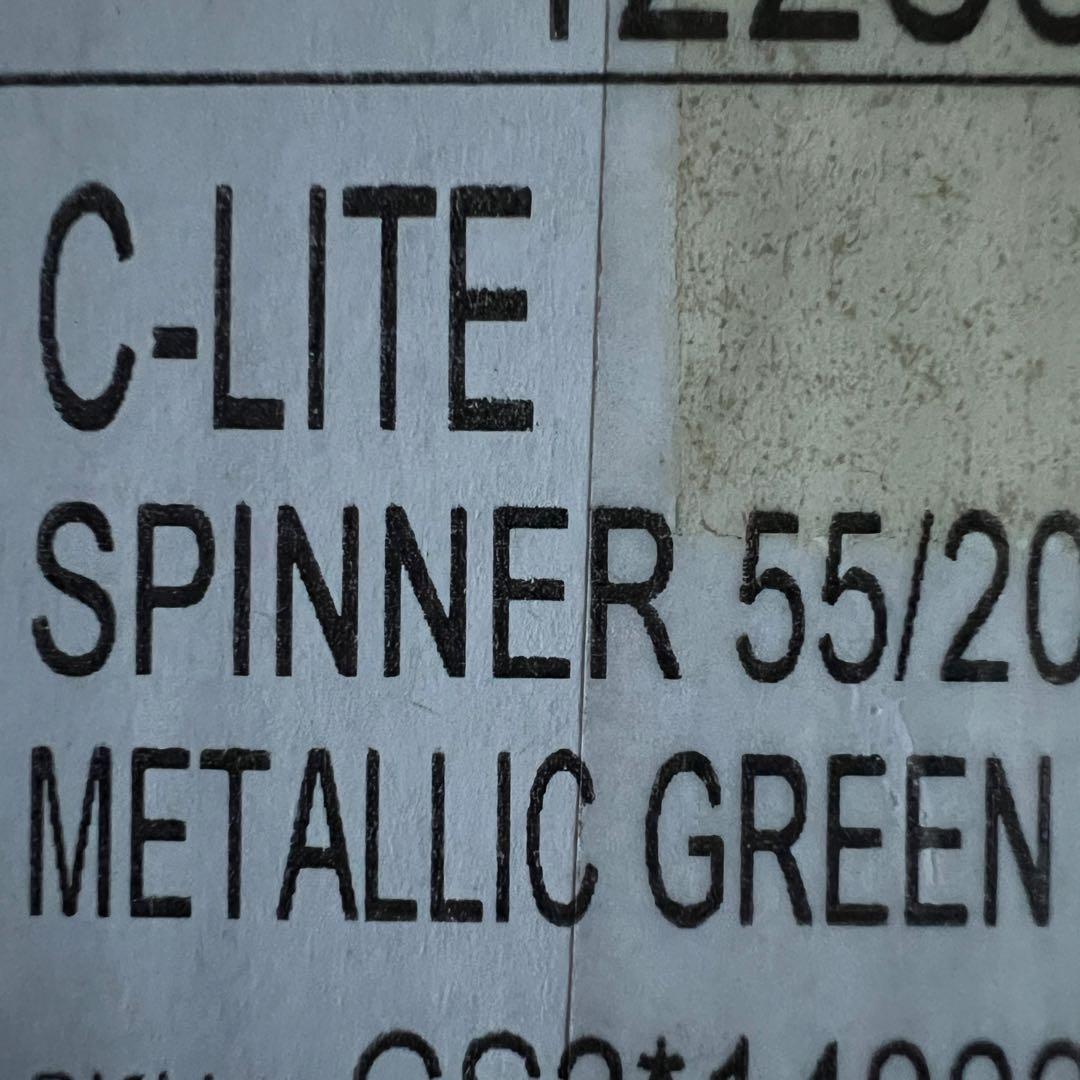 C-LITE
SPINNER 55/20
METALLIC GREEN